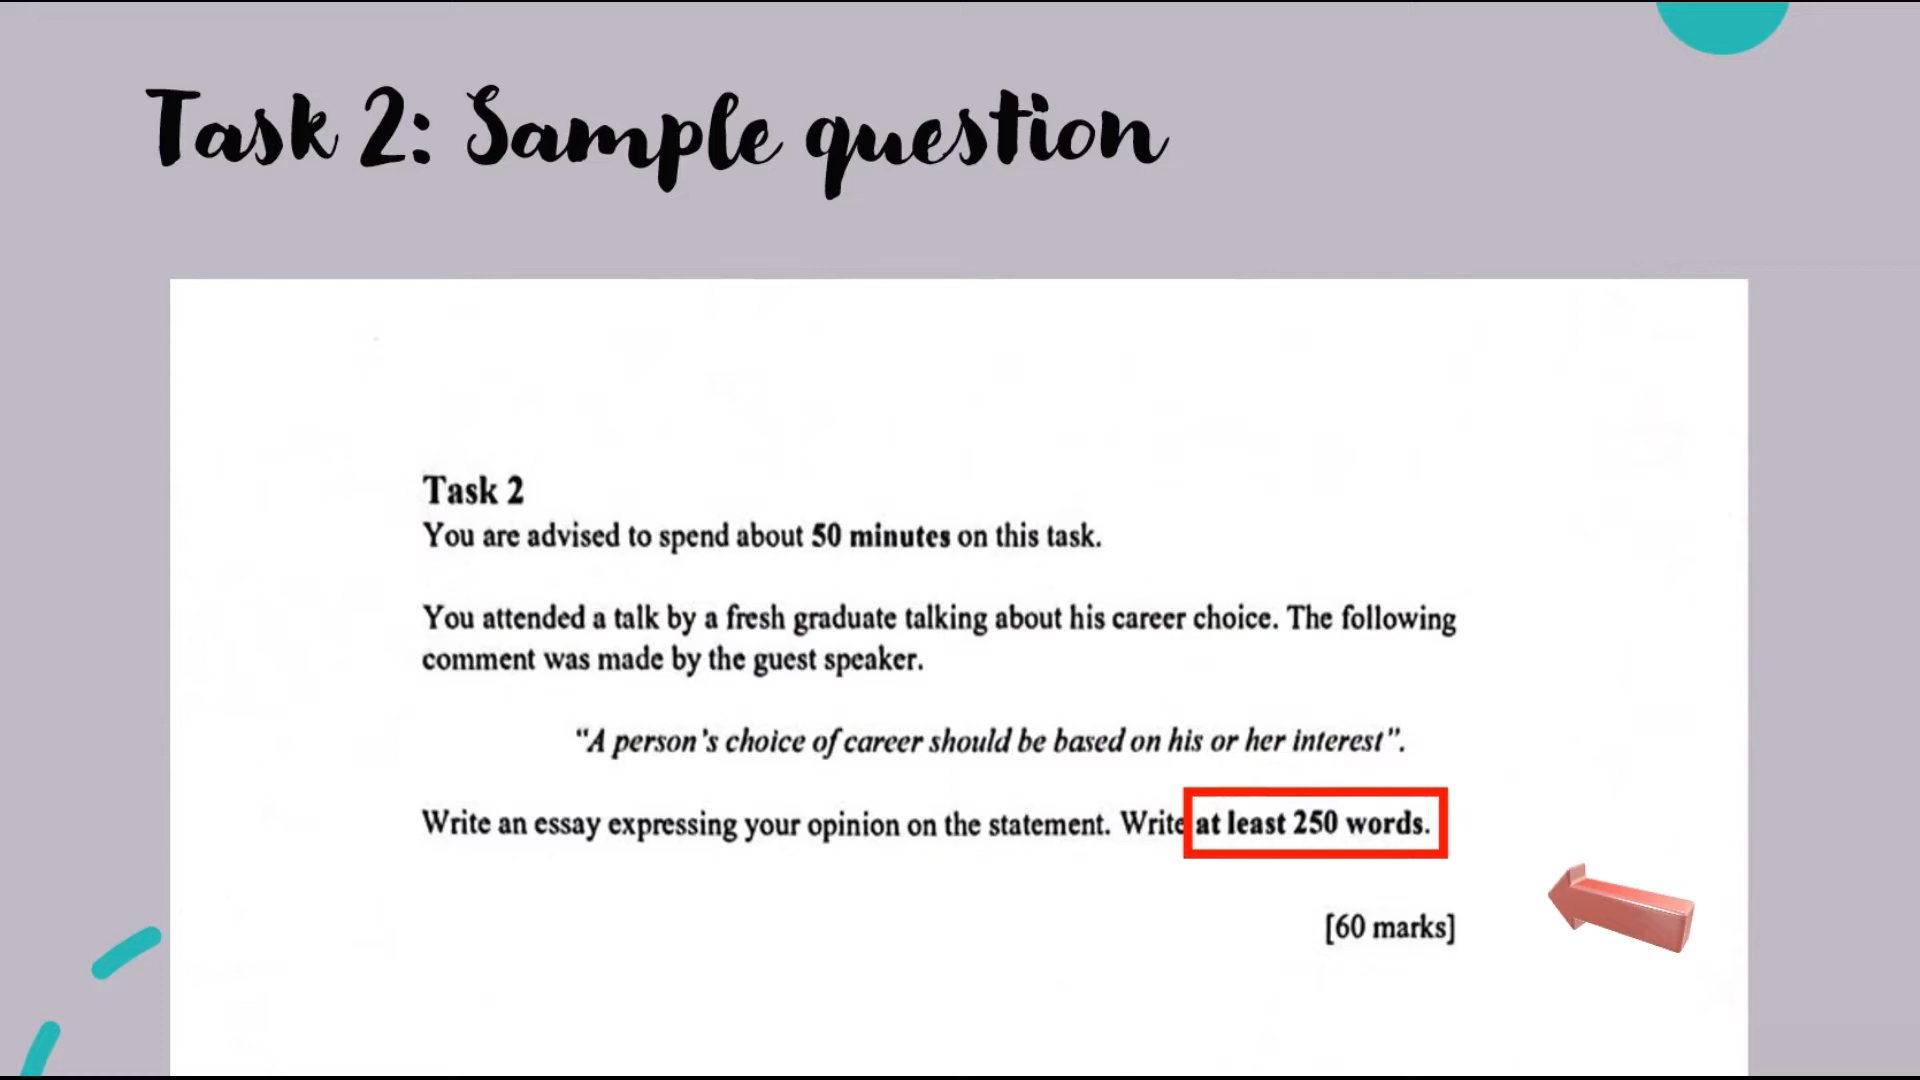 Task 2: Sample question
Task 2
You are advised to spend about 50 minutes on this task.
You attended a talk by a fresh graduate talking about his career choice. The following
comment was made by the guest speaker.
“A person’s choice of career should be based on his or her interest”.
Write an essay expressing your opinion on the statement. Write at least 250 words.
[60 marks]